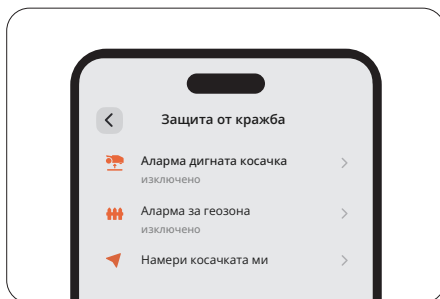 Защита от кражба
Аларма дигната косачка
изключено
Аларма за геозона
изключено
Намери косачката ми